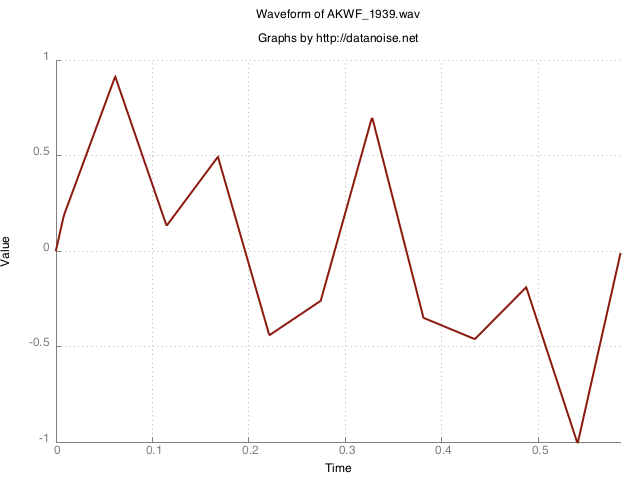 Waveform of AKWF_1939.wav
Graphs by http://datanoise.net
1
0.5
0
-0.5
-1
Value
0 0.1 0.2 0.3 0.4 0.5
Time